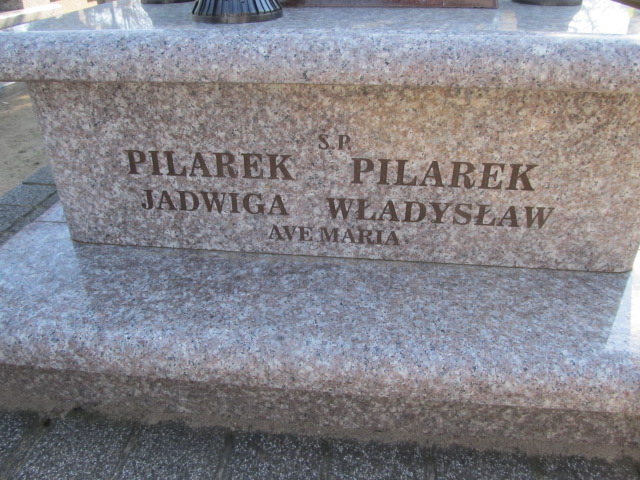 Ś.P.
PILAREK PILAREK
JADWIGA WŁADYSŁAW
AVE MARIA